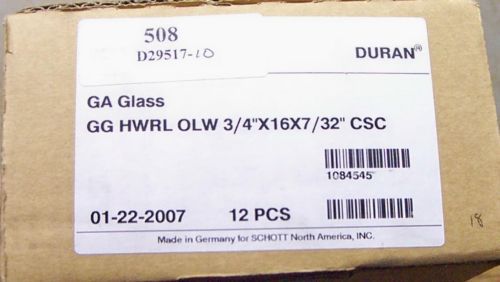 508
D29517-10
DURAN®
GA Glass
GG HWRL OLW 3/4"X16X7/32" CSC
1084545
01-22-2007 12 PCS
Made in Germany for SCHOTT North America, INC.
18